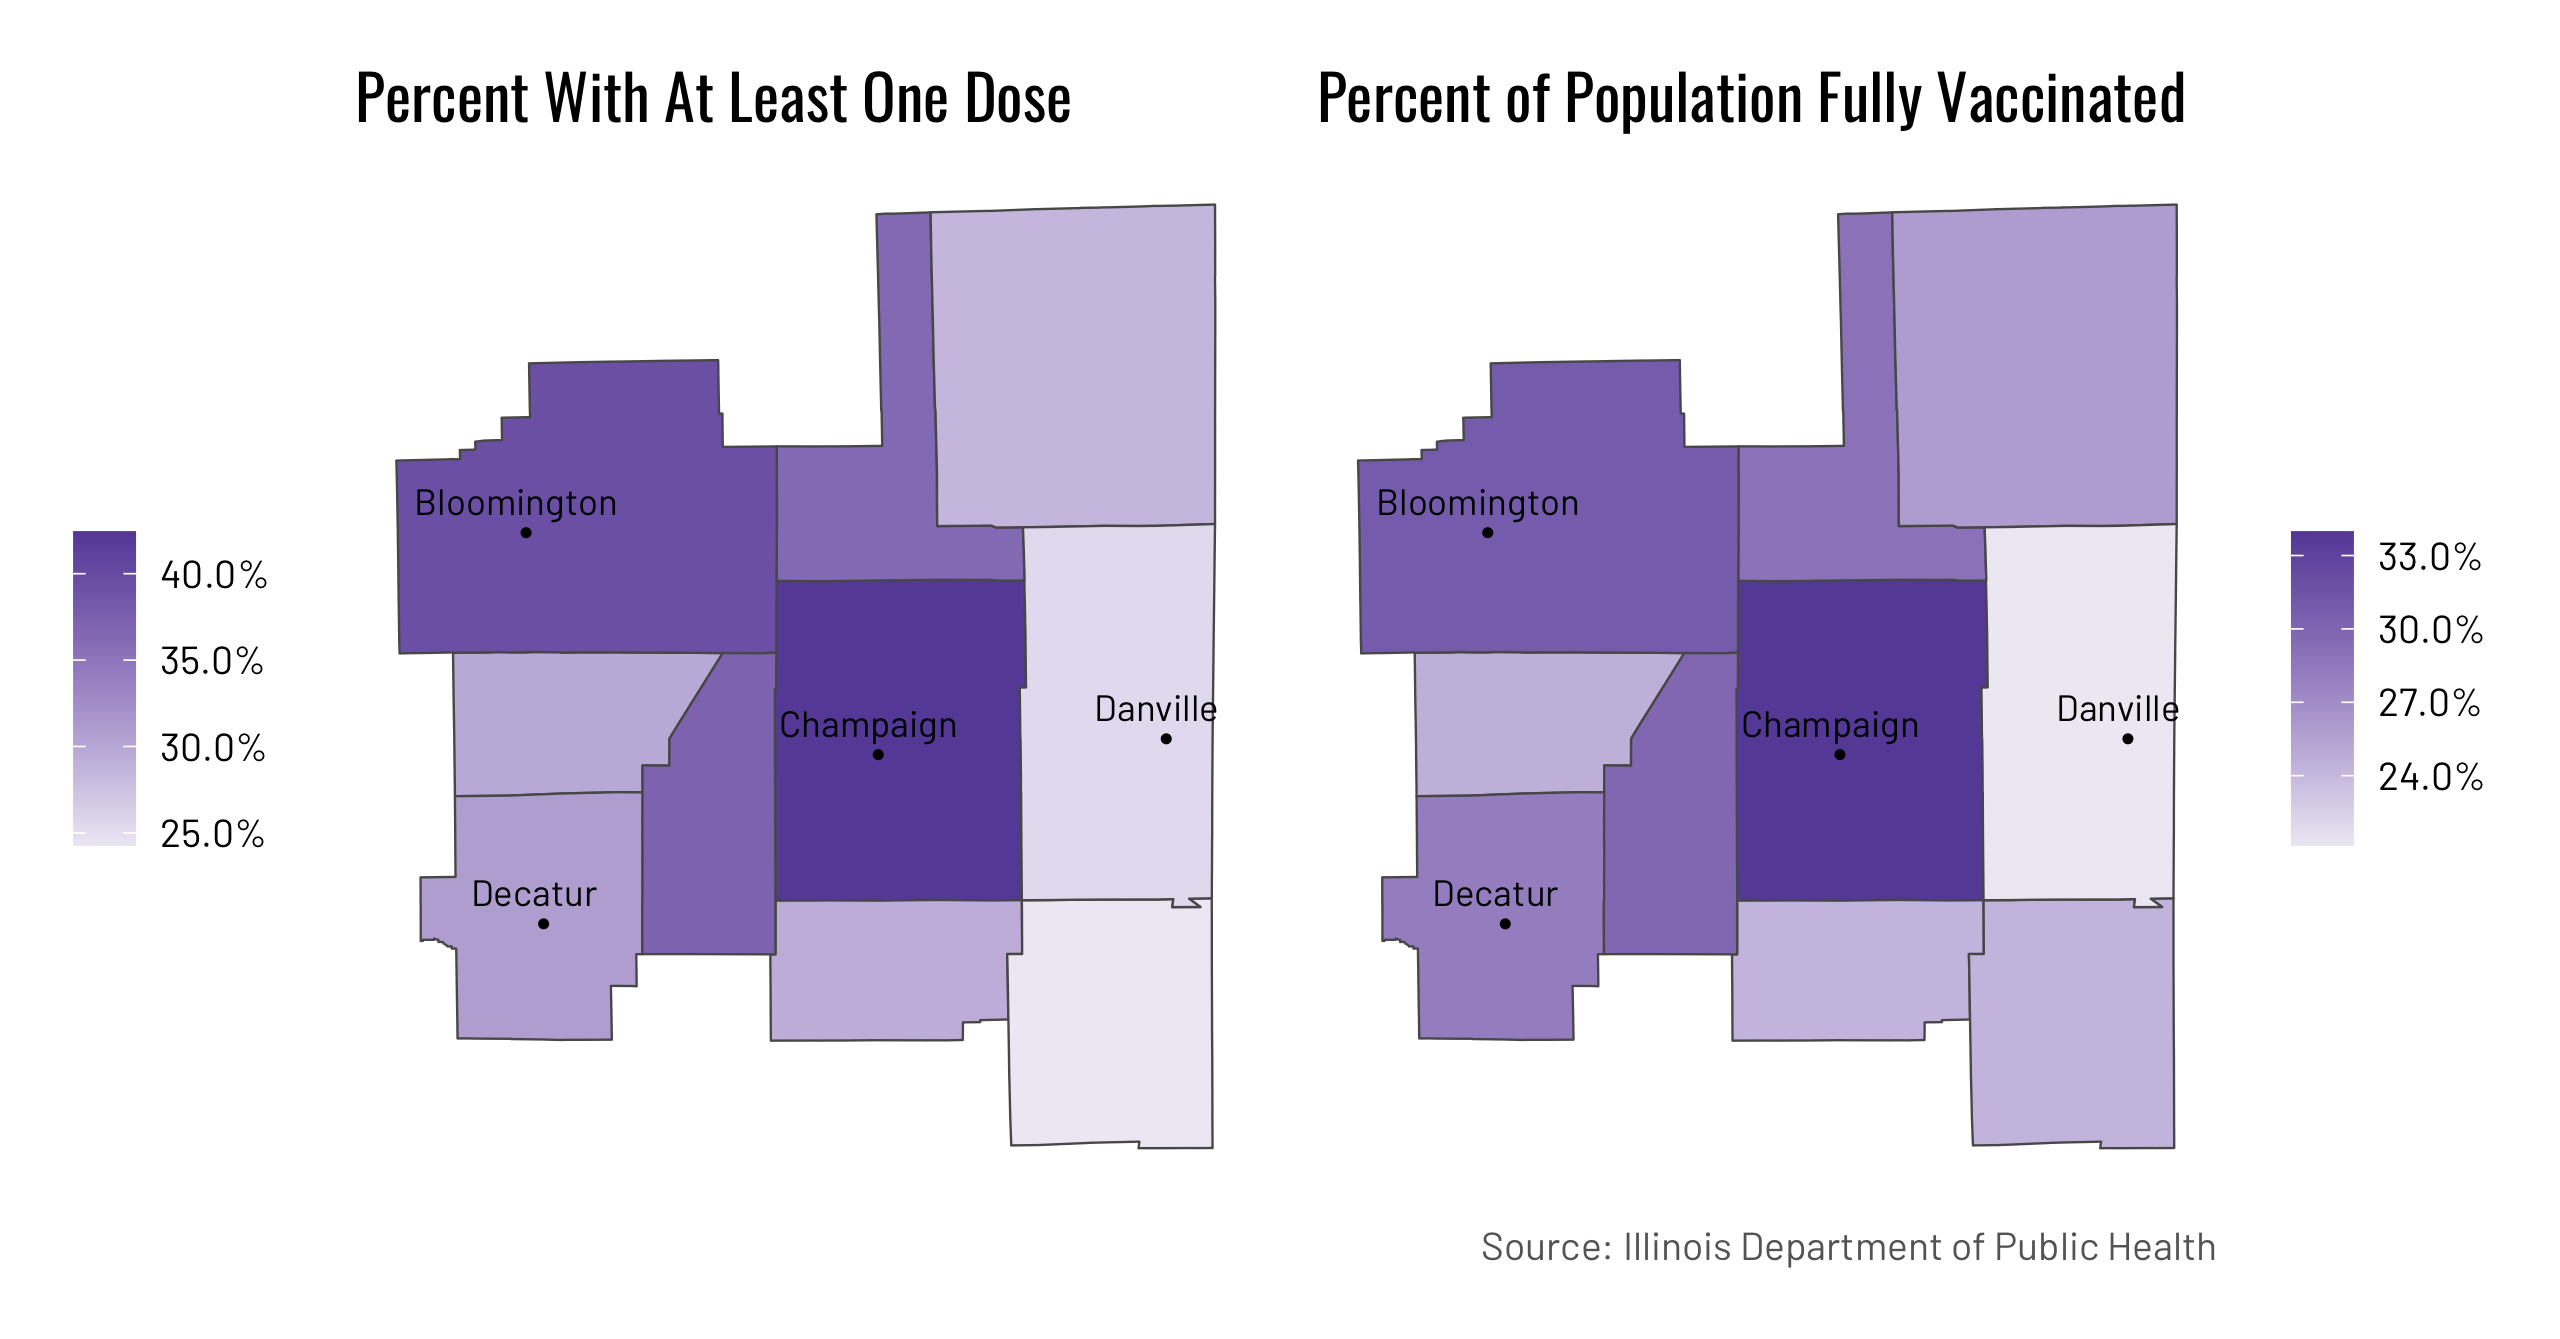 Percent With At Least One Dose
Percent of Population Fully Vaccinated
Bloomington
Champaign
Danville
Decatur
40.0%
35.0%
30.0%
25.0%
Bloomington
Champaign
Danville
Decatur
33.0%
30.0%
27.0%
24.0%
Source: Illinois Department of Public Health